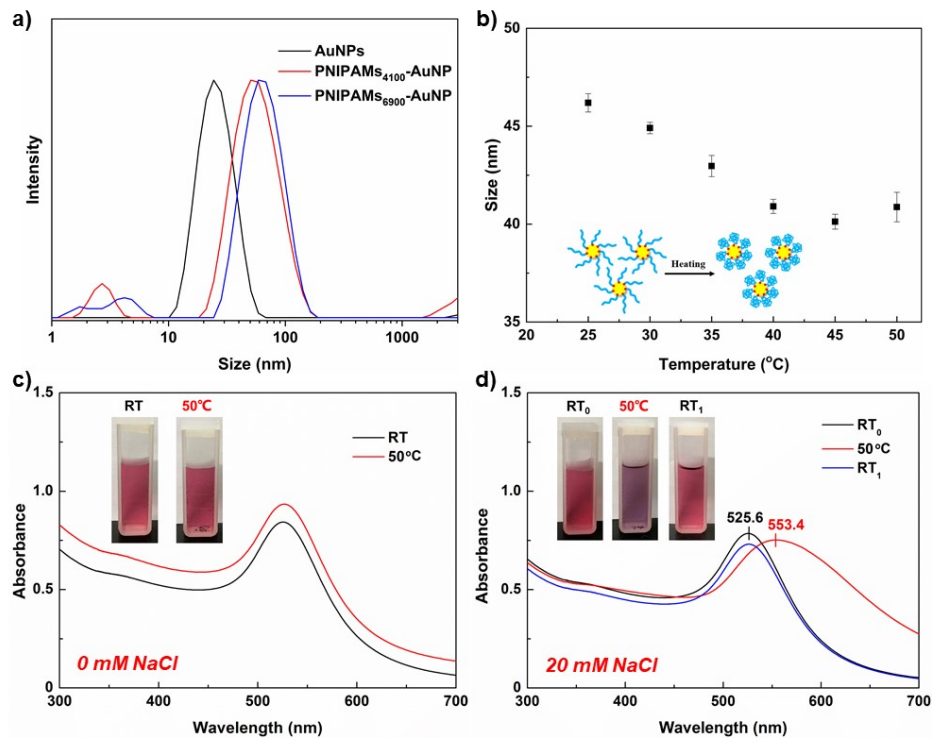 a)
AuNPs
PNIPAMs4100-AuNP
PNIPAMs6900-AuNP
Intensity
1 10 100 1000
Size (nm)
b)
50
45
40
35
Size (nm)
Heating
20 25 30 35 40 45 50
Temperature (°C)
c)
1.5
1.0
0.5
Absorbance
RT 50℃
RT
50°C
0 mM NaCl
300 400 500 600 700
Wavelength (nm)
d)
1.5
1.0
0.5
Absorbance
RT0 50℃ RT1
RT0
50°C
RT1
525.6
553.4
20 mM NaCl
300 400 500 600 700
Wavelength (nm)